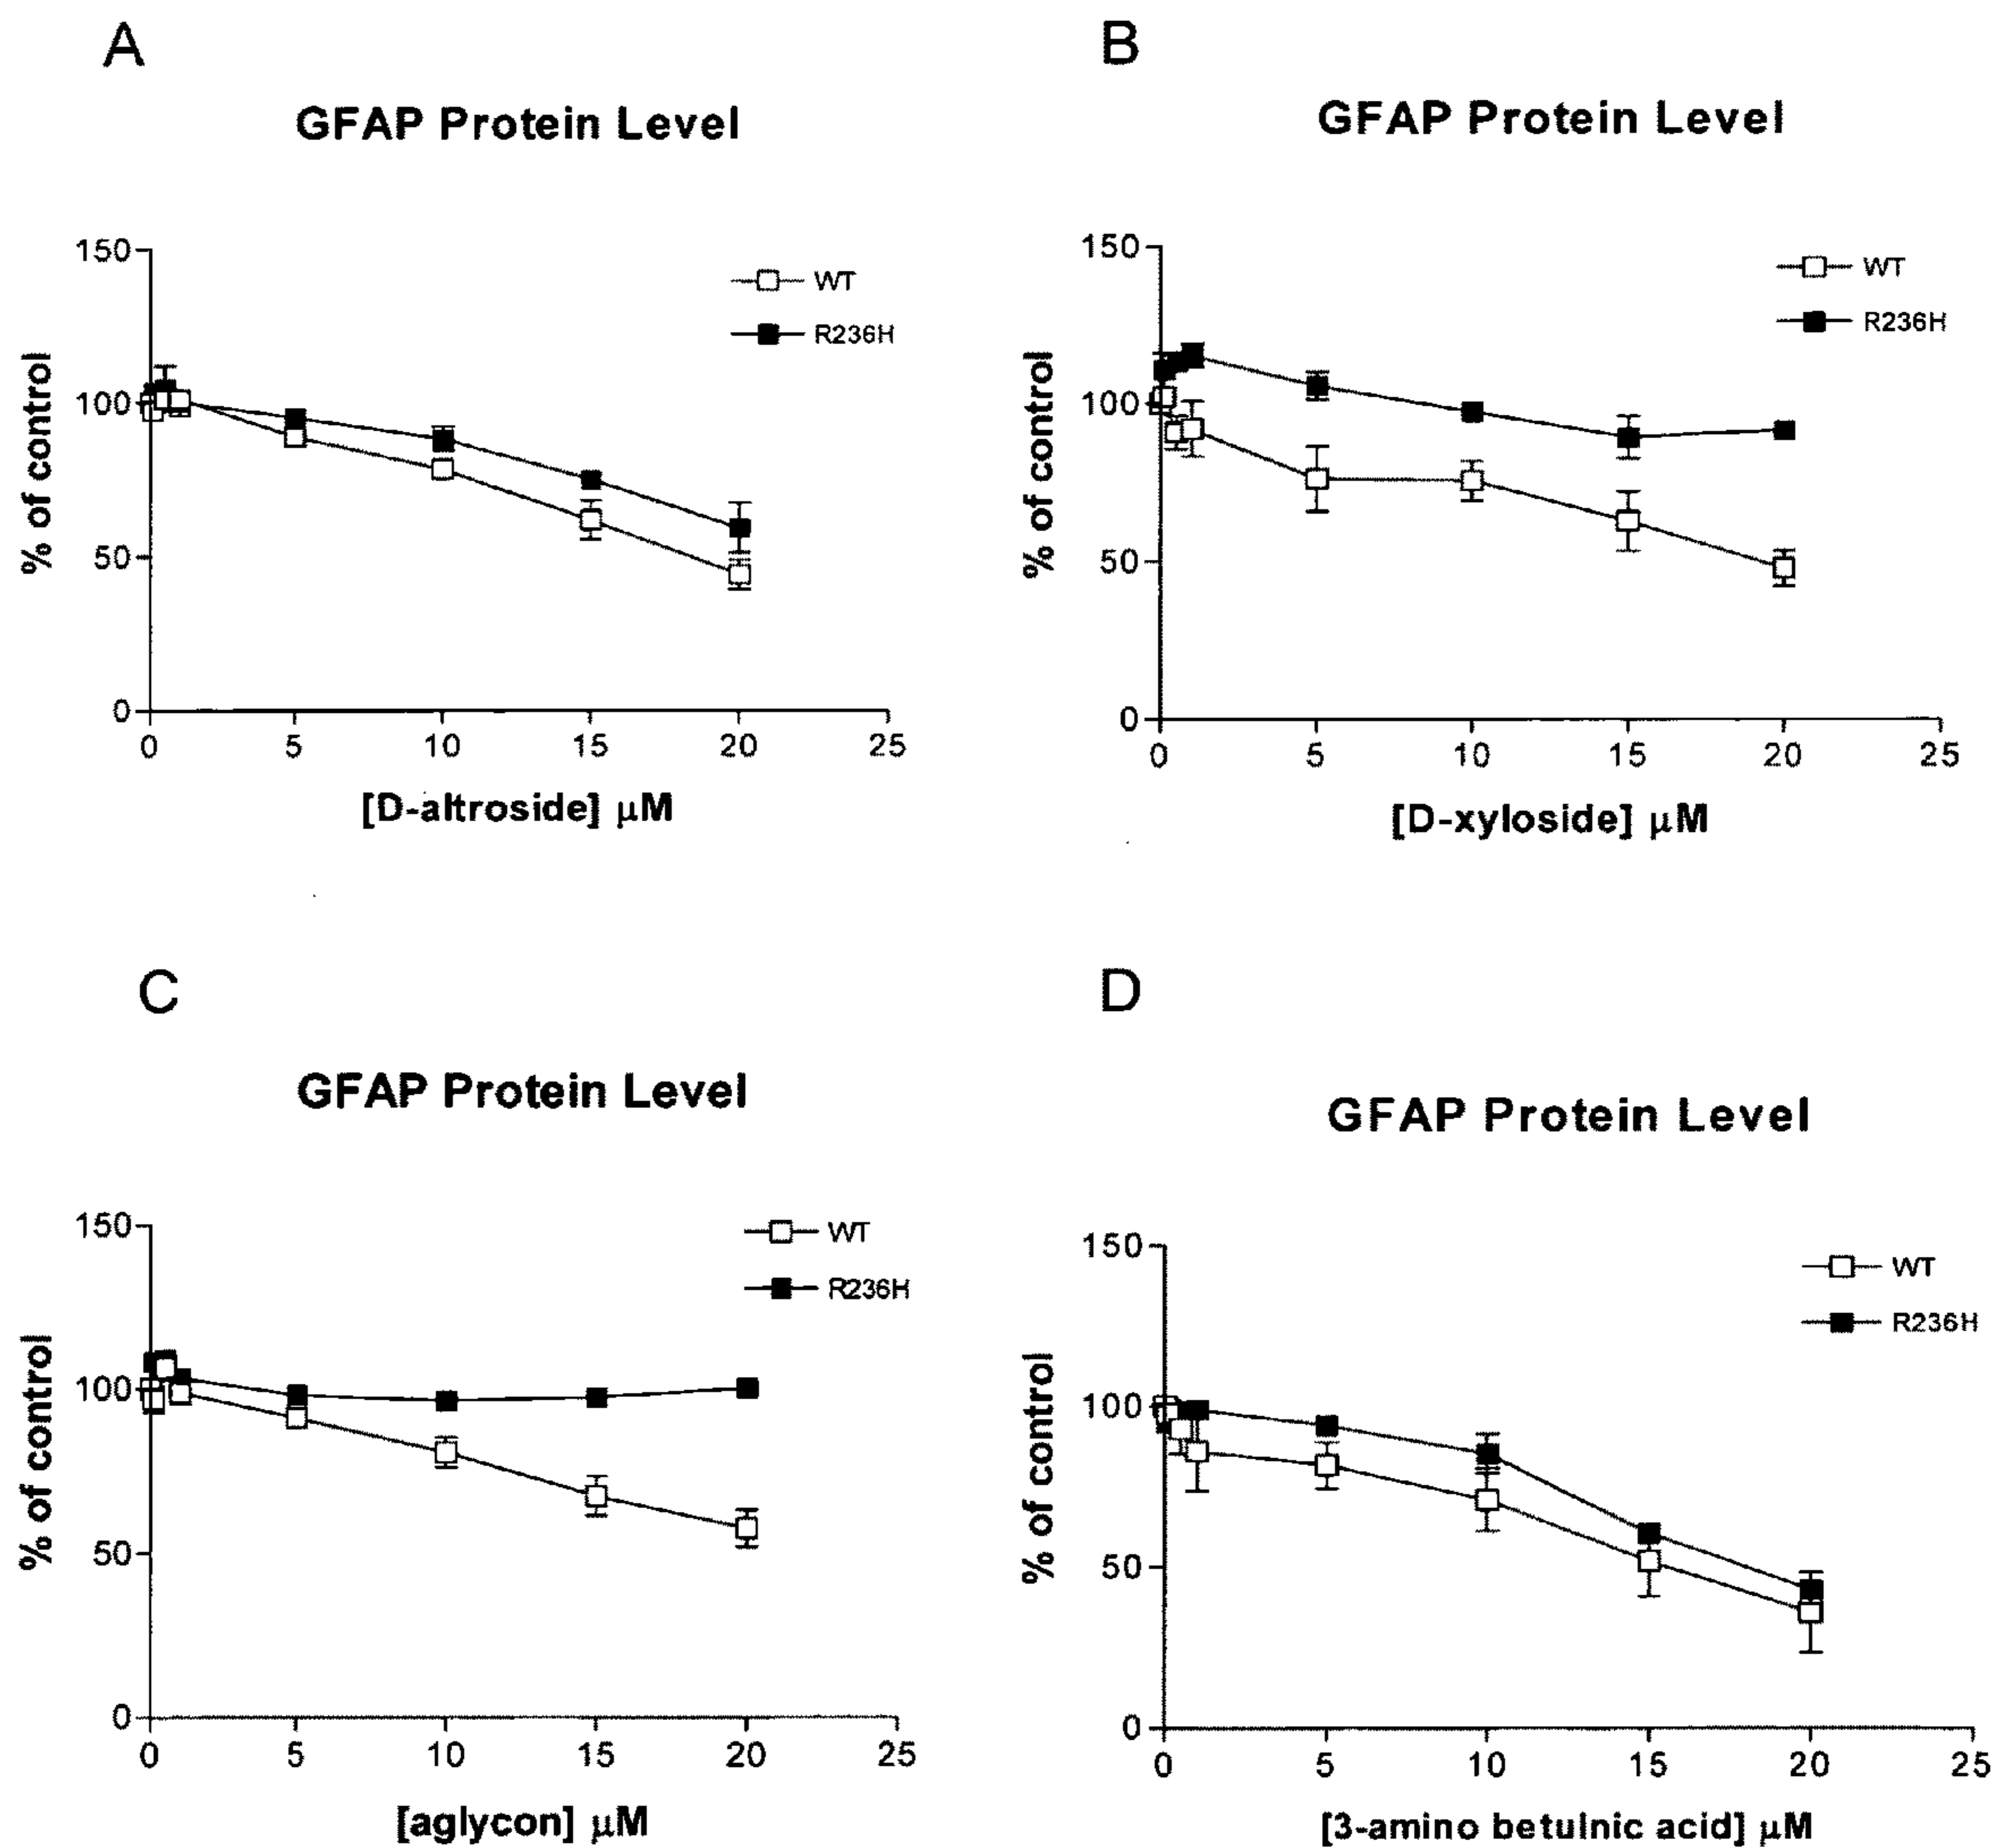 A
GFAP Protein Level
150
100
50
0
% of control
WT
R236H
0 5 10 15 20 25
[D-altroside] μM
B
GFAP Protein Level
150
100
50
0
% of control
WT
R236H
0 5 10 15 20 25
[D-xyloside] μM
C
GFAP Protein Level
150
100
50
0
% of control
WT
R236H
0 5 10 15 20 25
[aglycon] μM
D
GFAP Protein Level
150
100
50
0
% of control
WT
R236H
0 5 10 15 20 25
[3-amino betulnic acid] μM